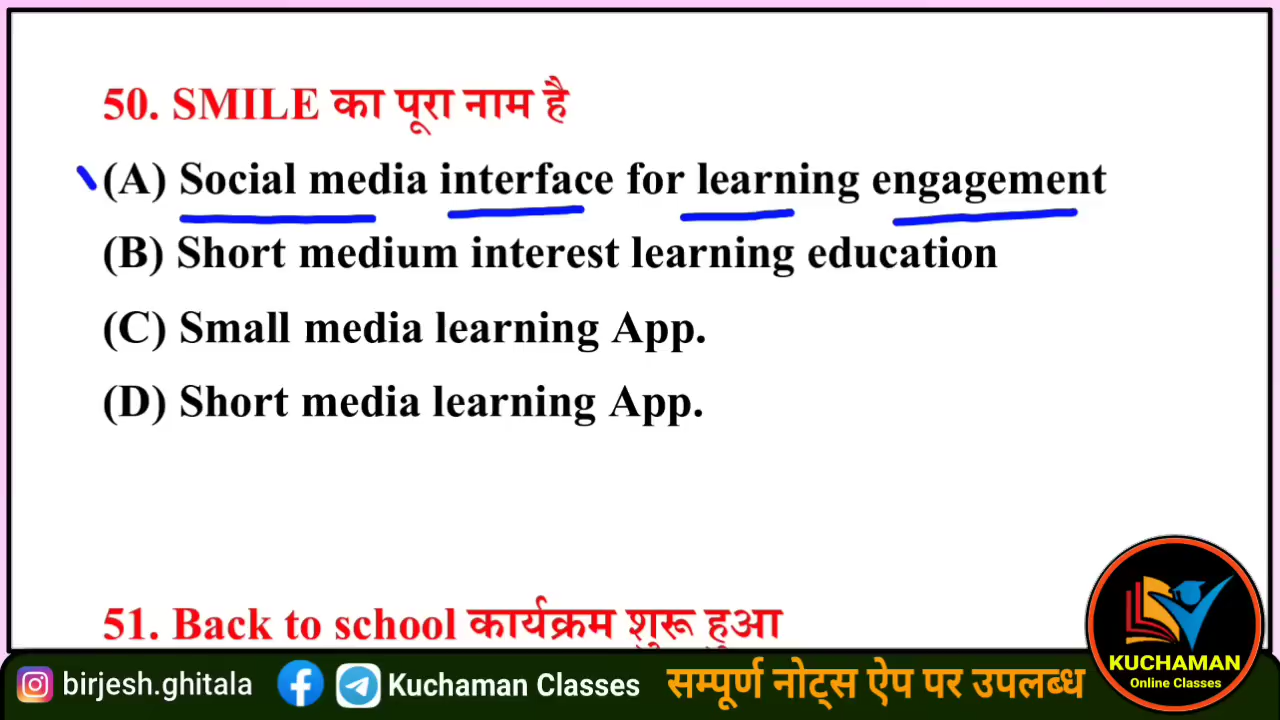 50. SMILE का पूरा नाम है
(A) Social media interface for learning engagement
(B) Short medium interest learning education
(C) Small media learning App.
(D) Short media learning App.
51. Back to school कार्यक्रम शुरू हुआ
birjesh.ghitala
Kuchaman Classes
सम्पूर्ण नोट्स ऐप पर उपलब्ध
KUCHAMAN
Online Classes